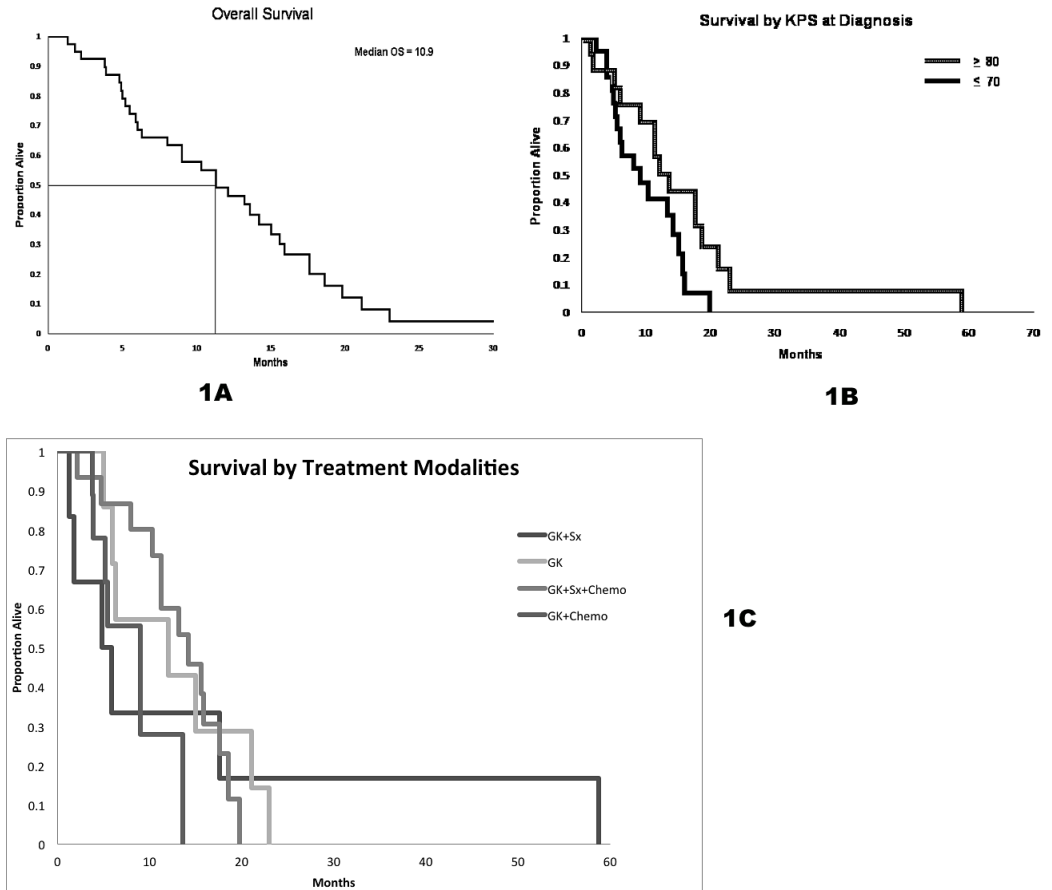 Overall Survival
Median OS = 10.9
Proportion Alive
1
0.9
0.8
0.7
0.6
0.5
0.4
0.3
0.2
0.1
0
0 5 10 15 20 25 30
Months
1A
Survival by KPS at Diagnosis
≥ 80
≤ 70
Proportion Alive
1
0.9
0.8
0.7
0.6
0.5
0.4
0.3
0.2
0.1
0
0 10 20 30 40 50 60 70
Months
1B
Survival by Treatment Modalities
GK+Sx
GK
GK+Sx+Chemo
GK+Chemo
Proportion Alive
1
0.9
0.8
0.7
0.6
0.5
0.4
0.3
0.2
0.1
0
0 10 20 30 40 50 60
Months
1C